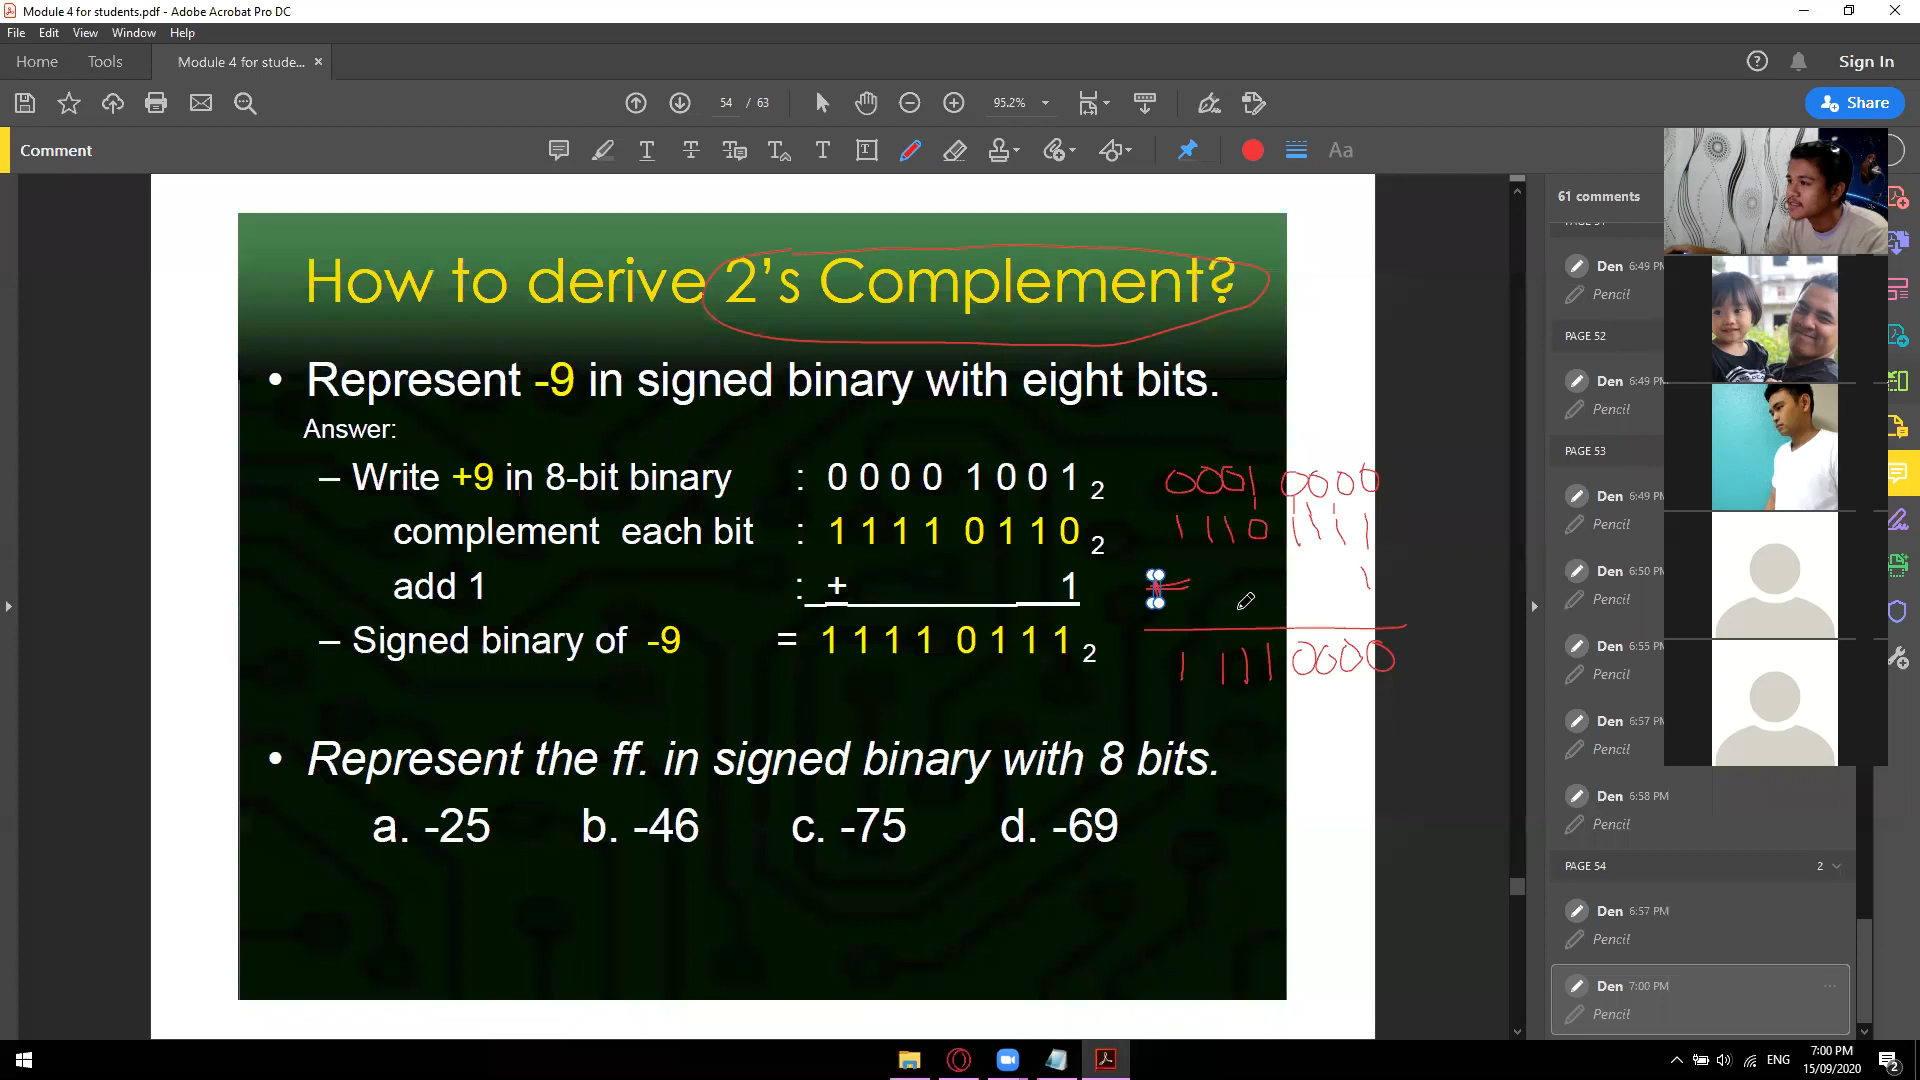 Module 4 for students.pdf - Adobe Acrobat Pro DC
File Edit View Window Help
Home Tools Module 4 for stude... × Sign In
54 / 63 95.2% Share
Comment Aa
61 comments
How to derive 2's Complement?
• Represent -9 in signed binary with eight bits.
Answer:
– Write +9 in 8-bit binary : 0 0 0 0 1 0 0 1 2 0001 0000
complement each bit : 1 1 1 1 0 1 1 0 2 1110 1111
add 1 : + 1 1
– Signed binary of -9 = 1 1 1 1 0 1 1 1 2 1 111 0000
• Represent the ff. in signed binary with 8 bits.
a. -25 b. -46 c. -75 d. -69
Den 6:49 PM
Pencil
PAGE 52
Den 6:49 PM
Pencil
PAGE 53
Den 6:49 PM
Pencil
Den 6:50 PM
Pencil
Den 6:55 PM
Pencil
Den 6:57 PM
Pencil
Den 6:58 PM
Pencil
PAGE 54 2
Den 6:57 PM
Pencil
Den 7:00 PM
Pencil
ENG 7:00 PM
15/09/2020 2